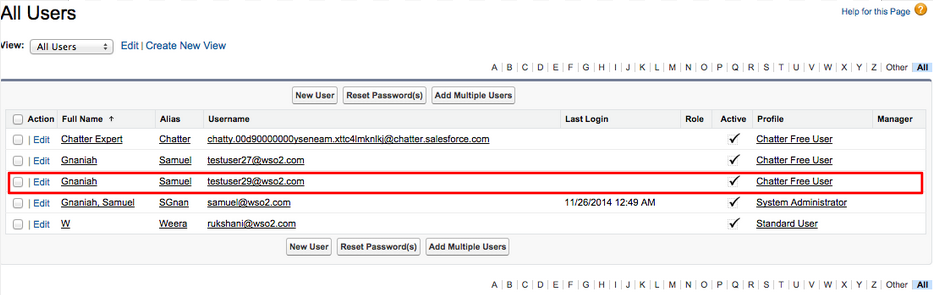 All Users
Help for this Page ?
View: All Users Edit | Create New View
A | B | C | D | E | F | G | H | I | J | K | L | M | N | O | P | Q | R | S | T | U | V | W | X | Y | Z | Other | All
New User Reset Password(s) Add Multiple Users
Action Full Name ↑ Alias Username Last Login Role Active Profile Manager
| Edit Chatter Expert Chatter chatty.00d90000000yseneam.xttc4lmknlkj@chatter.salesforce.com ✓ Chatter Free User
| Edit Gnaniah Samuel testuser27@wso2.com ✓ Chatter Free User
| Edit Gnaniah Samuel testuser29@wso2.com ✓ Chatter Free User
| Edit Gnaniah, Samuel SGnan samuel@wso2.com 11/26/2014 12:49 AM ✓ System Administrator
| Edit W Weera rukshani@wso2.com ✓ Standard User
New User Reset Password(s) Add Multiple Users
A | B | C | D | E | F | G | H | I | J | K | L | M | N | O | P | Q | R | S | T | U | V | W | X | Y | Z | Other | All